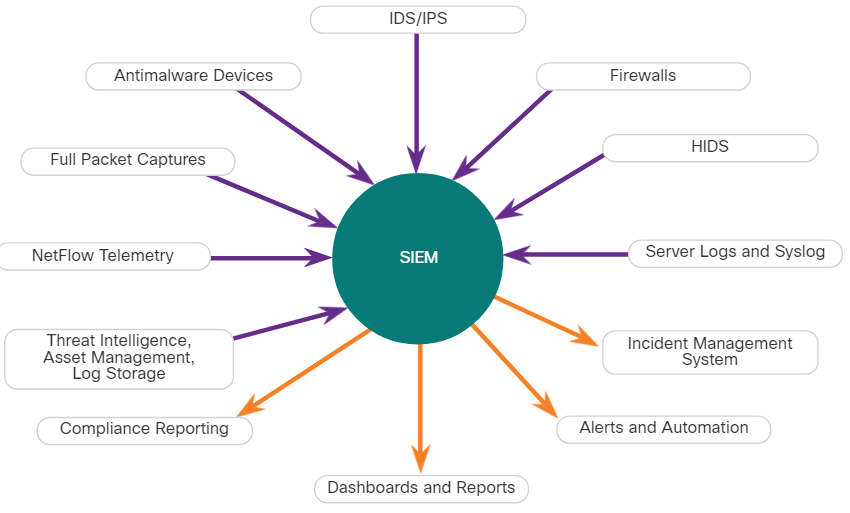 IDS/IPS
Antimalware Devices
Firewalls
Full Packet Captures
HIDS
NetFlow Telemetry
SIEM
Server Logs and Syslog
Threat Intelligence,
Asset Management,
Log Storage
Incident Management
System
Compliance Reporting
Alerts and Automation
Dashboards and Reports